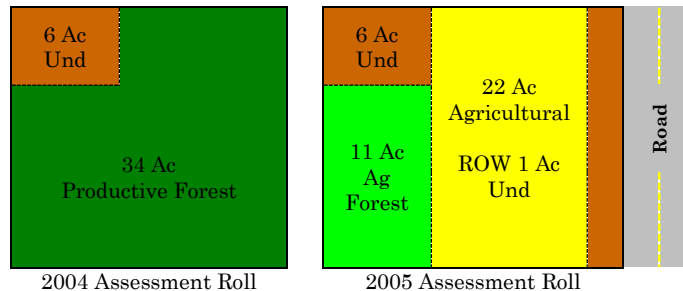 6 Ac
Und
34 Ac
Productive Forest
2004 Assessment Roll
6 Ac
Und
11 Ac
Ag
Forest
22 Ac
Agricultural
ROW 1 Ac
Und
Road
2005 Assessment Roll